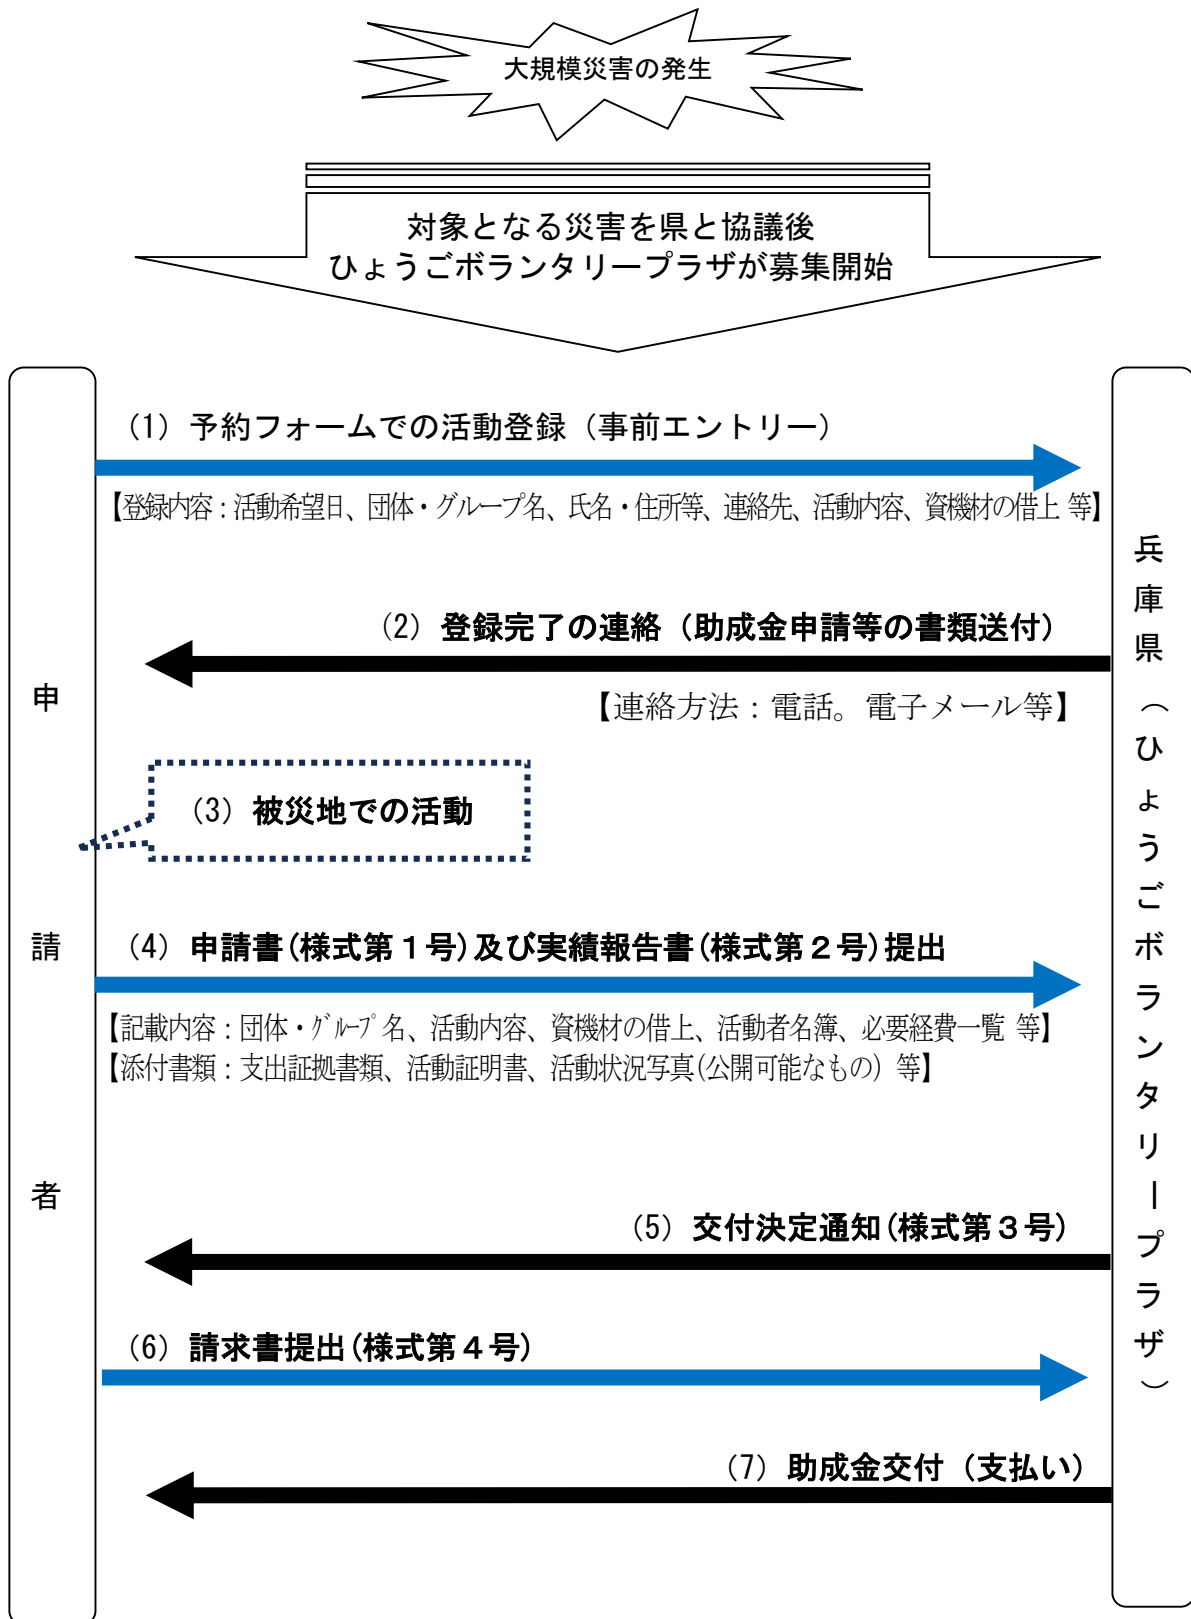 大規模災害の発生
対象となる災害を県と協議後
ひょうごボランタリープラザが募集開始
(1) 予約フォームでの活動登録（事前エントリー）
【登録内容：活動希望日、団体・グループ名、氏名・住所等、連絡先、活動内容、資機材の借上 等】
(2) 登録完了の連絡（助成金申請等の書類送付）
【連絡方法：電話。電子メール等】
(3) 被災地での活動
(4) 申請書(様式第１号)及び実績報告書(様式第２号)提出
【記載内容：団体・ｸﾞﾙｰﾌﾟ名、活動内容、資機材の借上、活動者名簿、必要経費一覧 等】
【添付書類：支出証拠書類、活動証明書、活動状況写真(公開可能なもの) 等】
(5) 交付決定通知(様式第３号)
(6) 請求書提出(様式第４号)
(7) 助成金交付（支払い）
申請者
兵庫県（ひょうごボランタリープラザ）